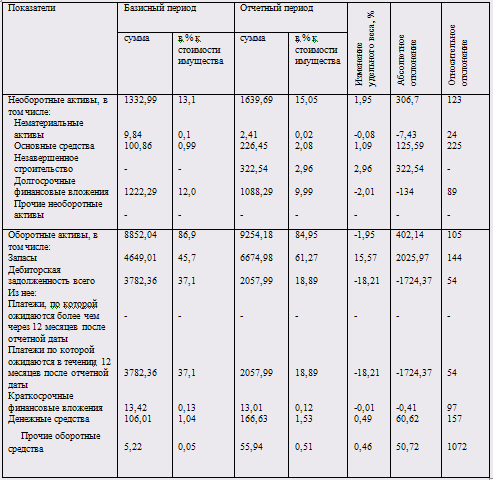 Показатели Базисный период Отчетный период Изменение удельного веса, % Абсолютное отклонение Относительное отклонение
сумма в % к стоимости имущества сумма в % к стоимости имущества
Необоротные активы, в том числе: 1332,99 13,1 1639,69 15,05 1,95 306,7 123
Нематериальные активы 9,84 0,1 2,41 0,02 -0,08 -7,43 24
Основные средства 100,86 0,99 226,45 2,08 1,09 125,59 225
Незавершенное строительство - - 322,54 2,96 2,96 322,54 -
Долгосрочные финансовые вложения 1222,29 12,0 1088,29 9,99 -2,01 -134 89
Прочие необоротные активы - - - - - - -
Оборотные активы, в том числе: 8852,04 86,9 9254,18 84,95 -1,95 402,14 105
Запасы 4649,01 45,7 6674,98 61,27 15,57 2025,97 144
Дебиторская задолженность всего 3782,36 37,1 2057,99 18,89 -18,21 -1724,37 54
Из нее:
Платежи, по которой ожидаются более чем через 12 месяцев после отчетной даты - - - - - - -
Платежи по которой ожидаются в течении 12 месяцев после отчетной даты 3782,36 37,1 2057,99 18,89 -18,21 -1724,37 54
Краткосрочные финансовые вложения 13,42 0,13 13,01 0,12 -0,01 -0,41 97
Денежные средства 106,01 1,04 166,63 1,53 0,49 60,62 157
Прочие оборотные средства 5,22 0,05 55,94 0,51 0,46 50,72 1072